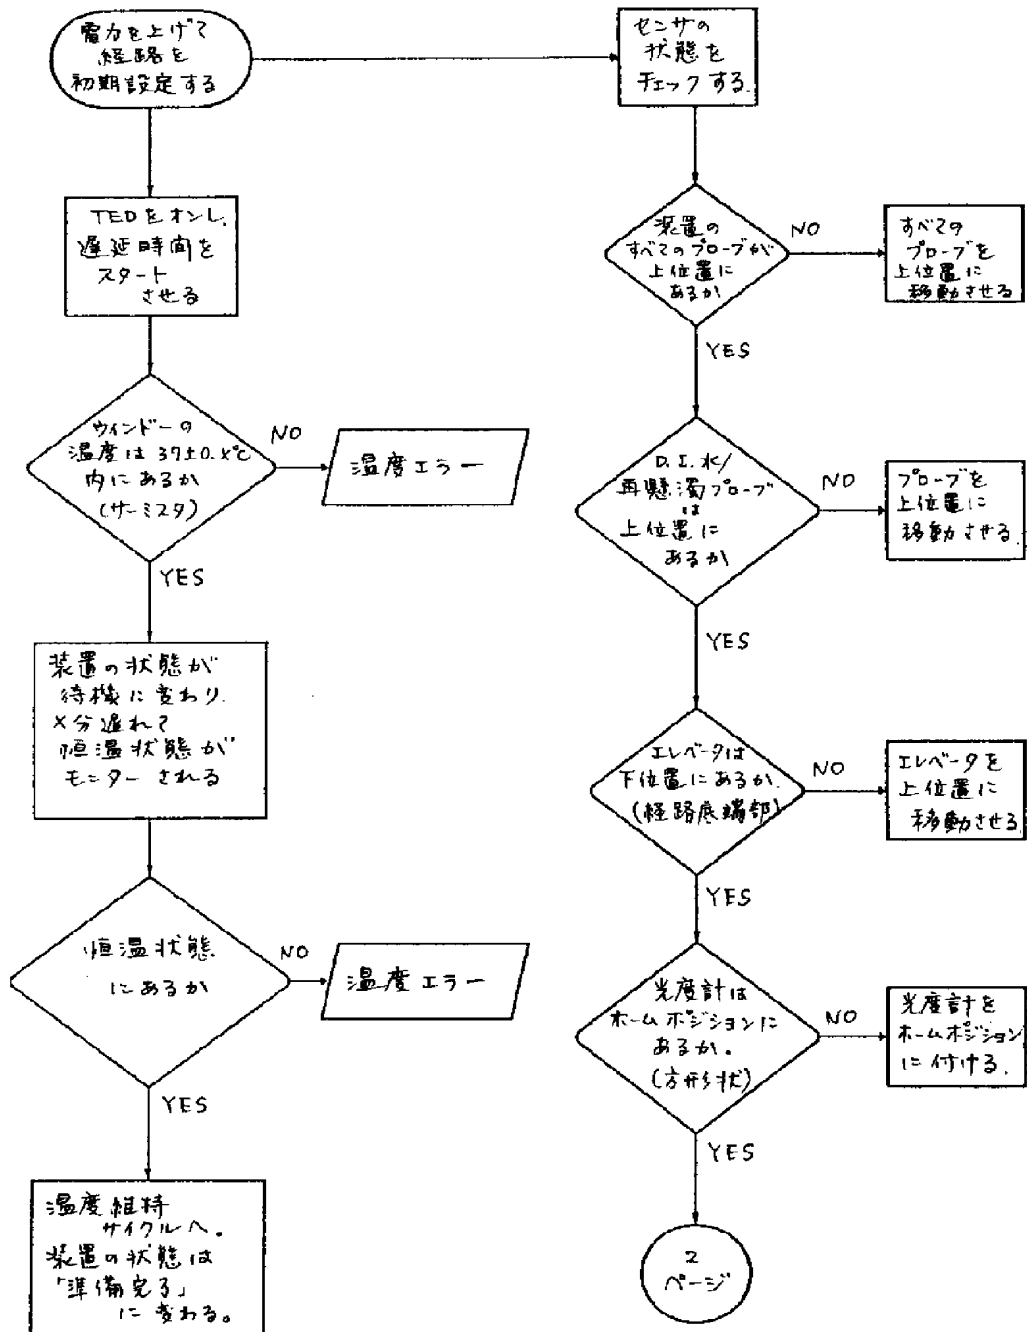 電力を上げて
経路を
初期設定する
センサの
状態を
チェックする.
TEDをオンし,
遅延時間を
スタート
させる
装置の
すべてのプローブが
上位置に
あるか
NO
すべての
プローブを
上位置に
移動させる
YES
ウィンドーの
温度は37±0.x℃
内にあるか
(サーミスタ)
NO
温度エラー
YES
D.I.水/
再懸濁プローブ
は
上位置に
あるか
NO
プローブを
上位置に
移動させる
YES
装置の状態が
待機に変わり.
X分遅れて
恒温状態が
モニターされる
エレベータは
下位置にあるか.
(経路底端部)
NO
エレベータを
上位置に
移動させる
YES
恒温状態
にあるか
NO
温度エラー
YES
光度計は
ホームポジションに
あるか.
(方形状)
NO
光度計を
ホームポジション
に付ける.
YES
温度維持
サイクルへ.
装置の状態は
「準備完了」
に変わる。
2
ページ